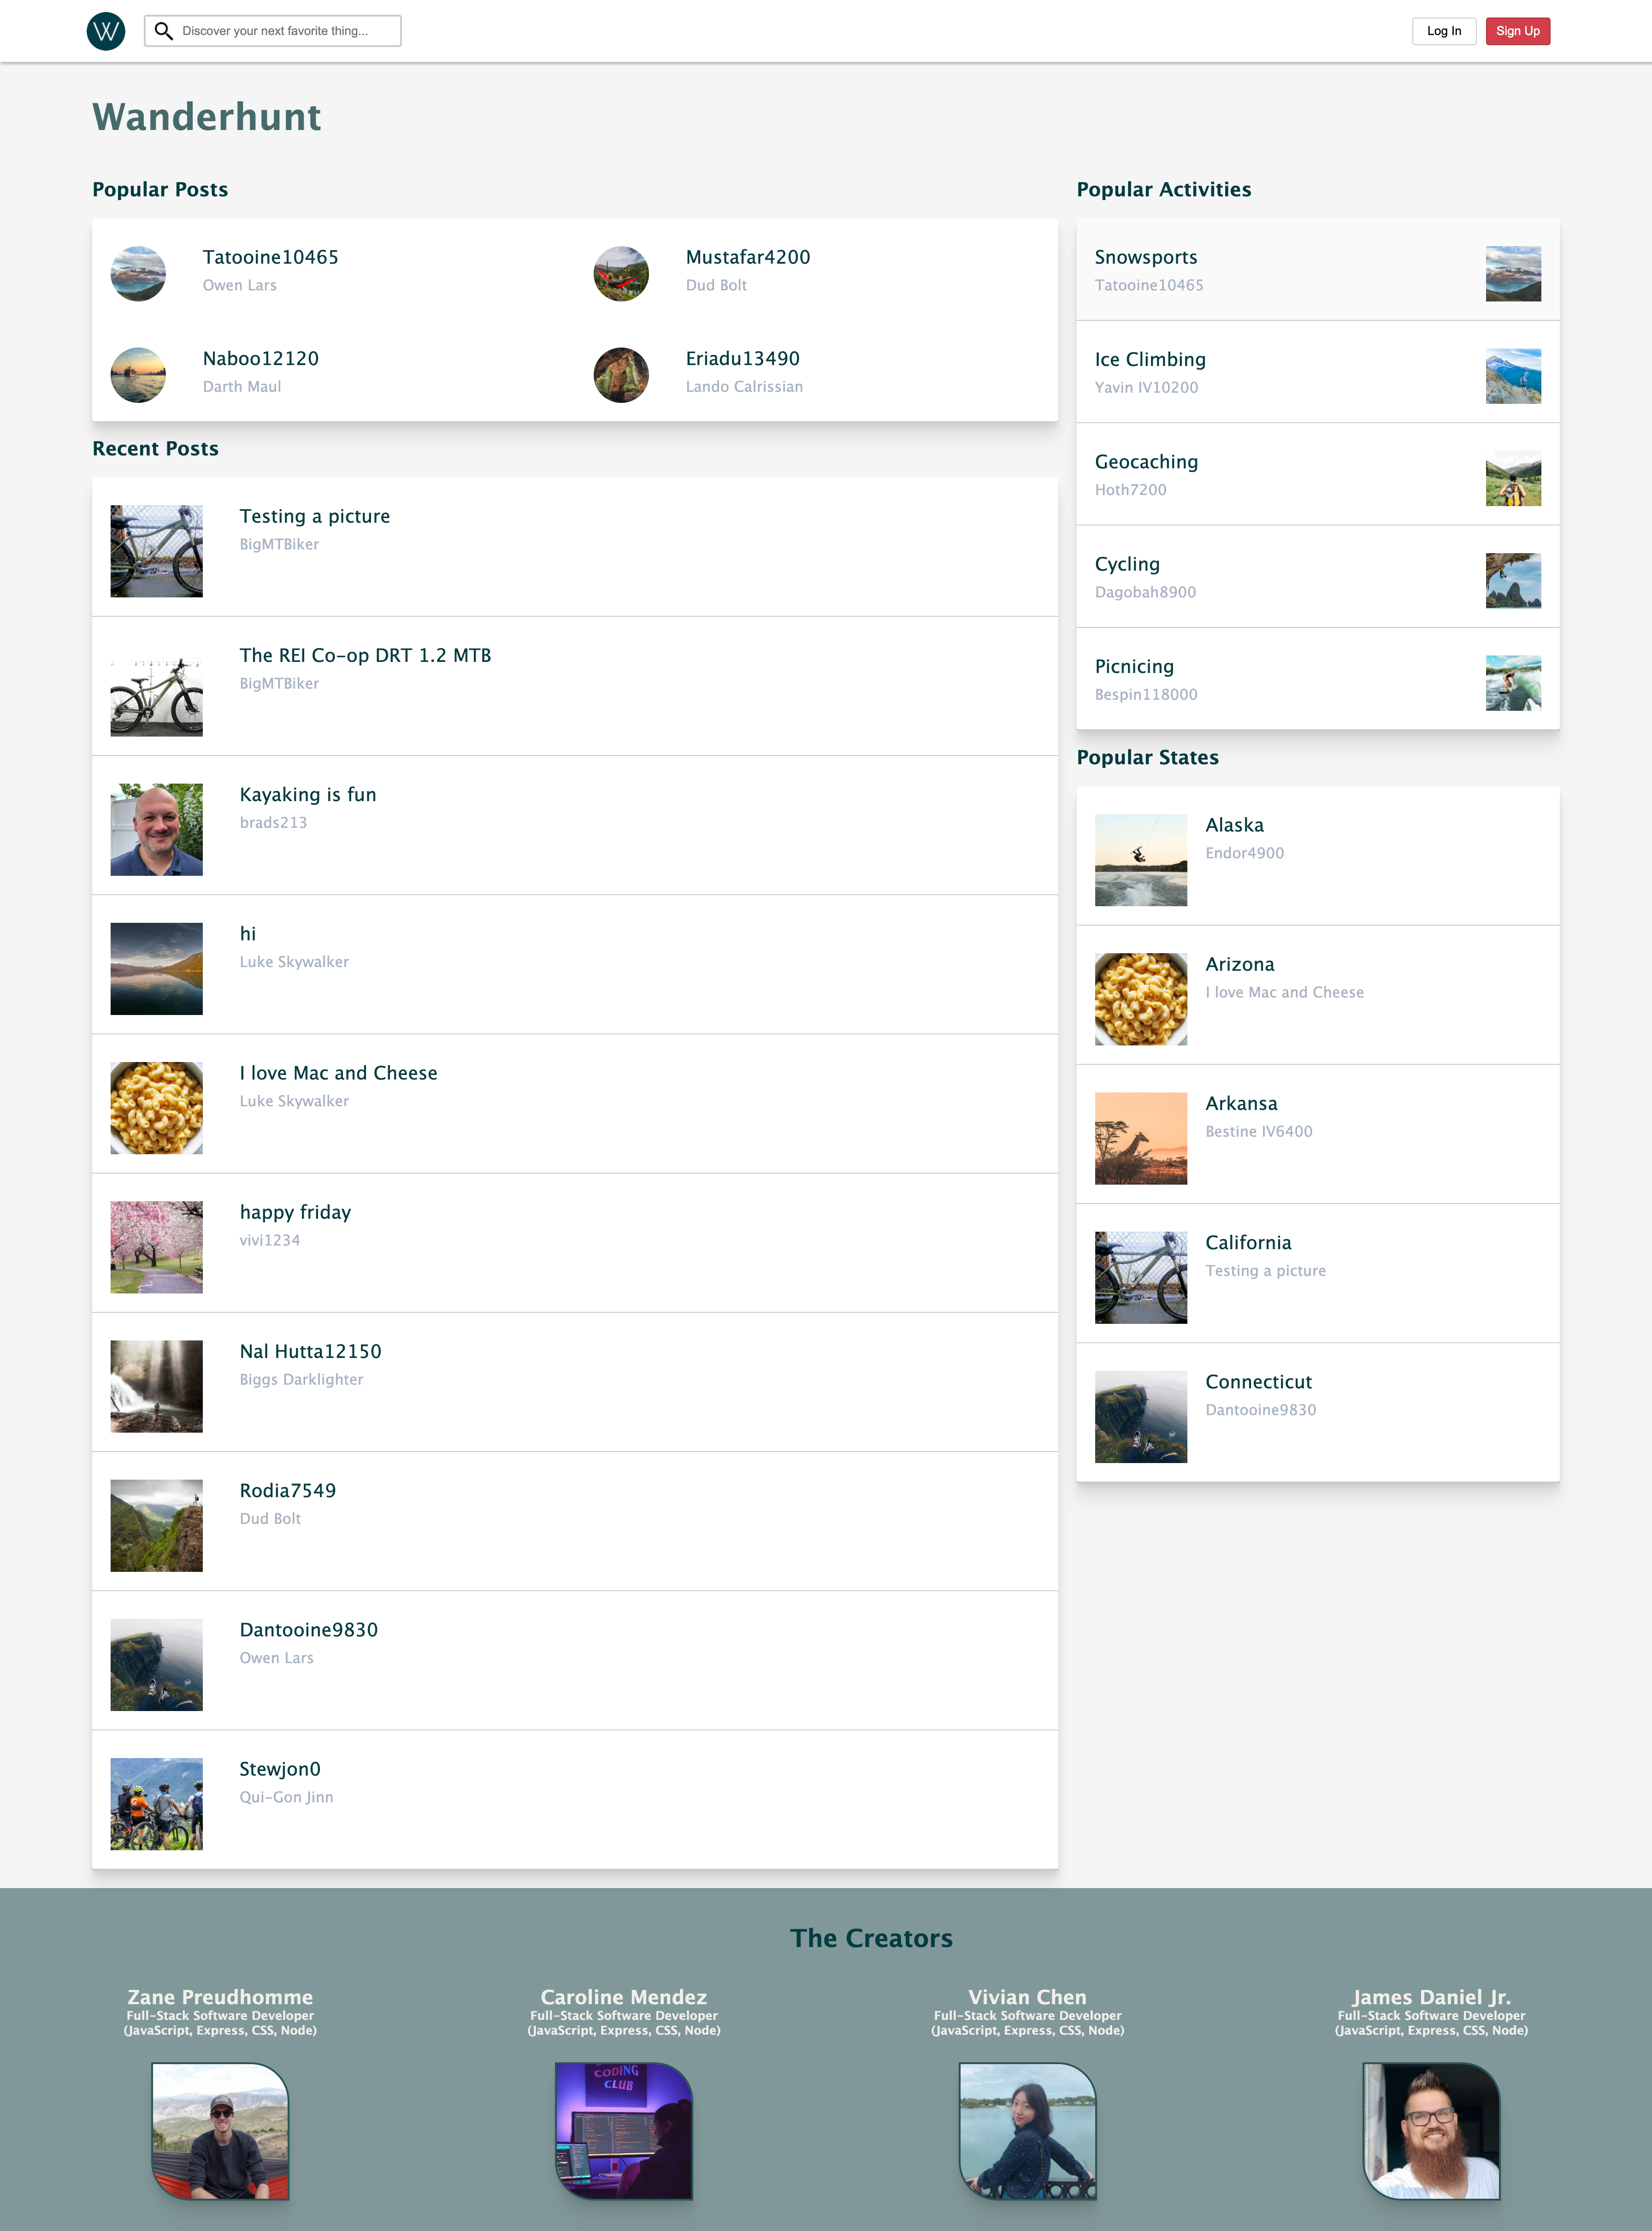 W
Discover your next favorite thing...
Log In
Sign Up
Wanderhunt
Popular Posts
Tatooine10465
Owen Lars
Mustafar4200
Dud Bolt
Naboo12120
Darth Maul
Eriadu13490
Lando Calrissian
Recent Posts
Testing a picture
BigMTBiker
The REI Co-op DRT 1.2 MTB
BigMTBiker
Kayaking is fun
brads213
hi
Luke Skywalker
I love Mac and Cheese
Luke Skywalker
happy friday
vivi1234
Nal Hutta12150
Biggs Darklighter
Rodia7549
Dud Bolt
Dantooine9830
Owen Lars
Stewjon0
Qui-Gon Jinn
Popular Activities
Snowsports
Tatooine10465
Ice Climbing
Yavin IV10200
Geocaching
Hoth7200
Cycling
Dagobah8900
Picnicing
Bespin118000
Popular States
Alaska
Endor4900
Arizona
I love Mac and Cheese
Arkansa
Bestine IV6400
California
Testing a picture
Connecticut
Dantooine9830
The Creators
Zane Preudhomme
Full-Stack Software Developer
(JavaScript, Express, CSS, Node)
Caroline Mendez
Full-Stack Software Developer
(JavaScript, Express, CSS, Node)
CODING
CLUB
Vivian Chen
Full-Stack Software Developer
(JavaScript, Express, CSS, Node)
James Daniel Jr.
Full-Stack Software Developer
(JavaScript, Express, CSS, Node)